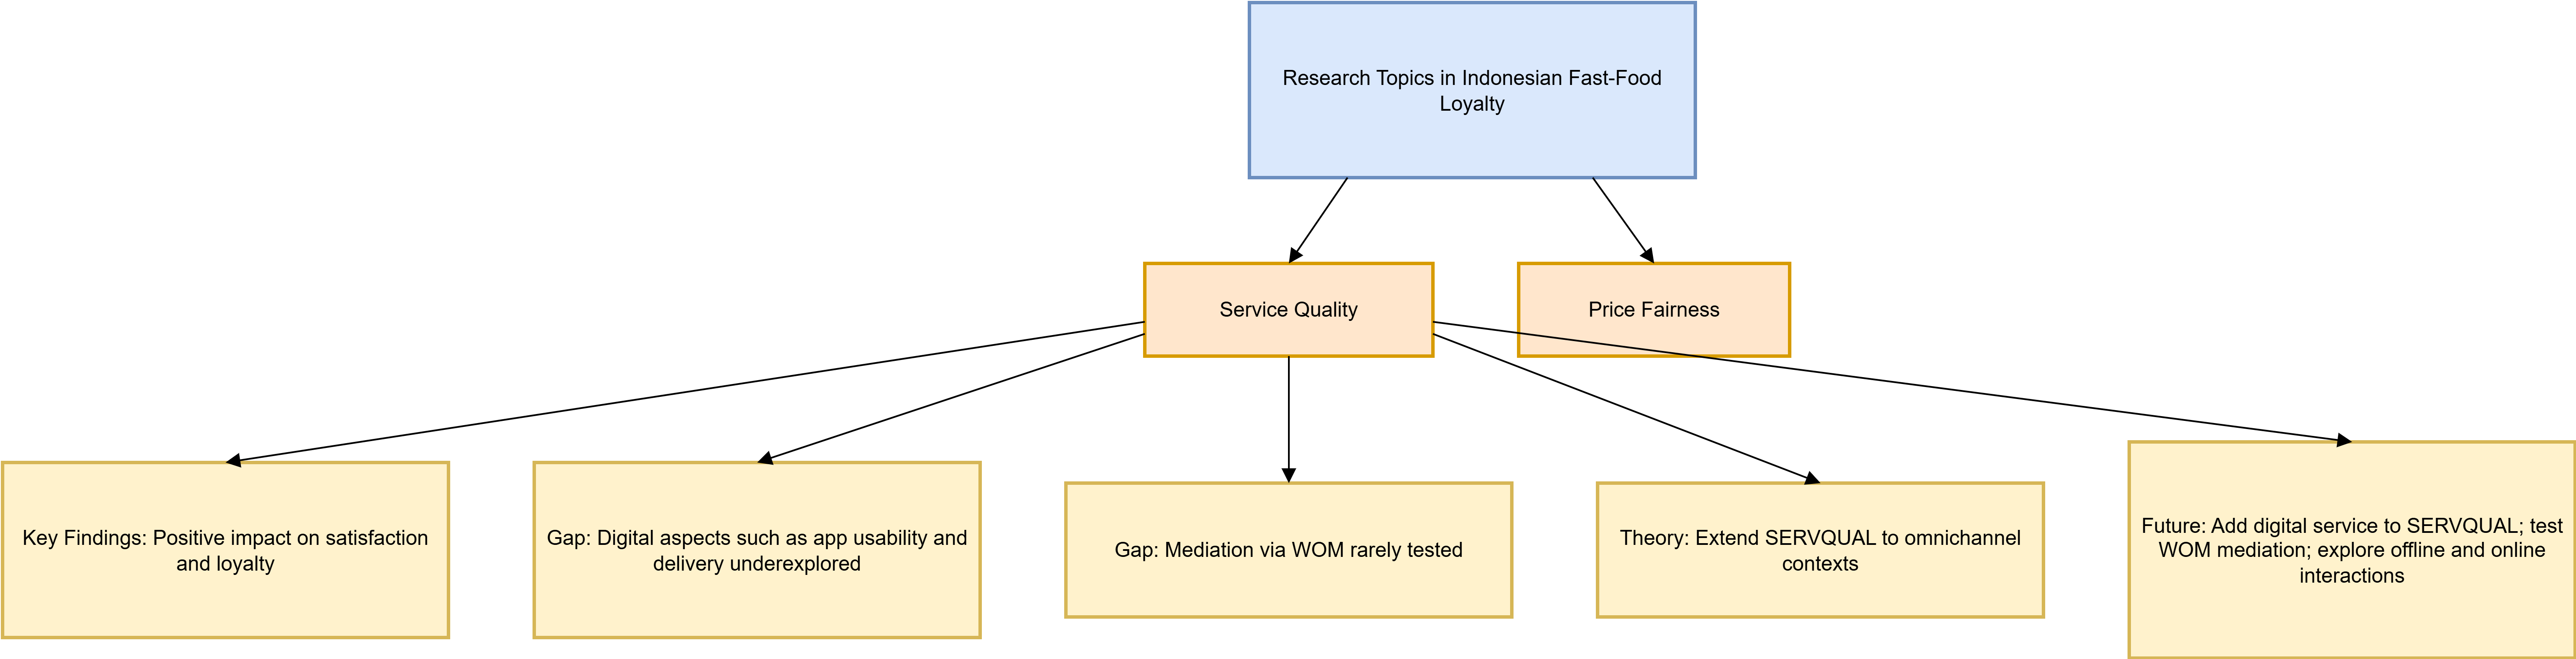 Research Topics in Indonesian Fast-Food
Loyalty
Service Quality
Price Fairness
Key Findings: Positive impact on satisfaction
and loyalty
Gap: Digital aspects such as app usability and
delivery underexplored
Gap: Mediation via WOM rarely tested
Theory: Extend SERVQUAL to omnichannel
contexts
Future: Add digital service to SERVQUAL; test
WOM mediation; explore offline and online
interactions